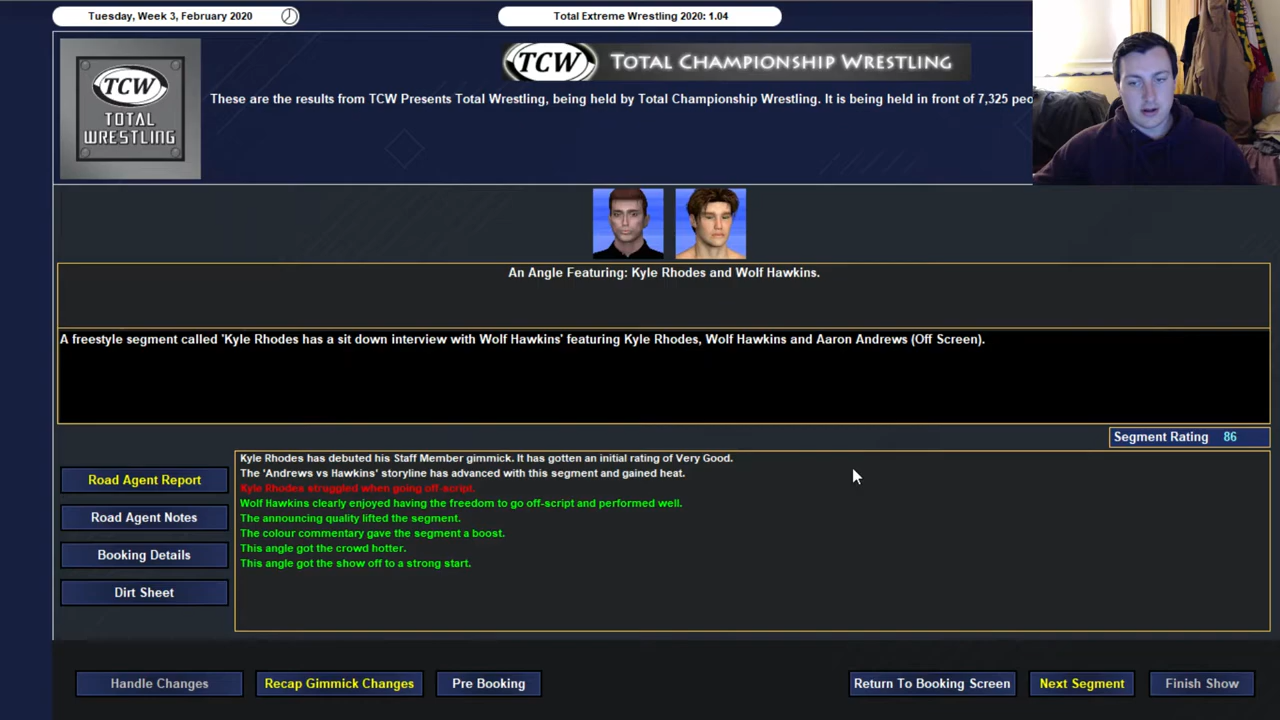 Tuesday, Week 3, February 2020
Total Extreme Wrestling 2020: 1.04
TCW
TOTAL
WRESTLING
TCW TOTAL CHAMPIONSHIP WRESTLING
These are the results from TCW Presents Total Wrestling, being held by Total Championship Wrestling. It is being held in front of 7,325
An Angle Featuring: Kyle Rhodes and Wolf Hawkins.
A freestyle segment called 'Kyle Rhodes has a sit down interview with Wolf Hawkins' featuring Kyle Rhodes, Wolf Hawkins and Aaron Andrews (Off Screen).
Segment Rating 86
Road Agent Report
Road Agent Notes
Booking Details
Dirt Sheet
Kyle Rhodes has debuted his Staff Member gimmick. It has gotten an initial rating of Very Good.
The 'Andrews vs Hawkins' storyline has advanced with this segment and gained heat.
Kyle Rhodes struggled when going off-script.
Wolf Hawkins clearly enjoyed having the freedom to go off-script and performed well.
The announcing quality lifted the segment.
The colour commentary gave the segment a boost.
This angle got the crowd hotter.
This angle got the show off to a strong start.
Handle Changes
Recap Gimmick Changes
Pre Booking
Return To Booking Screen
Next Segment
Finish Show